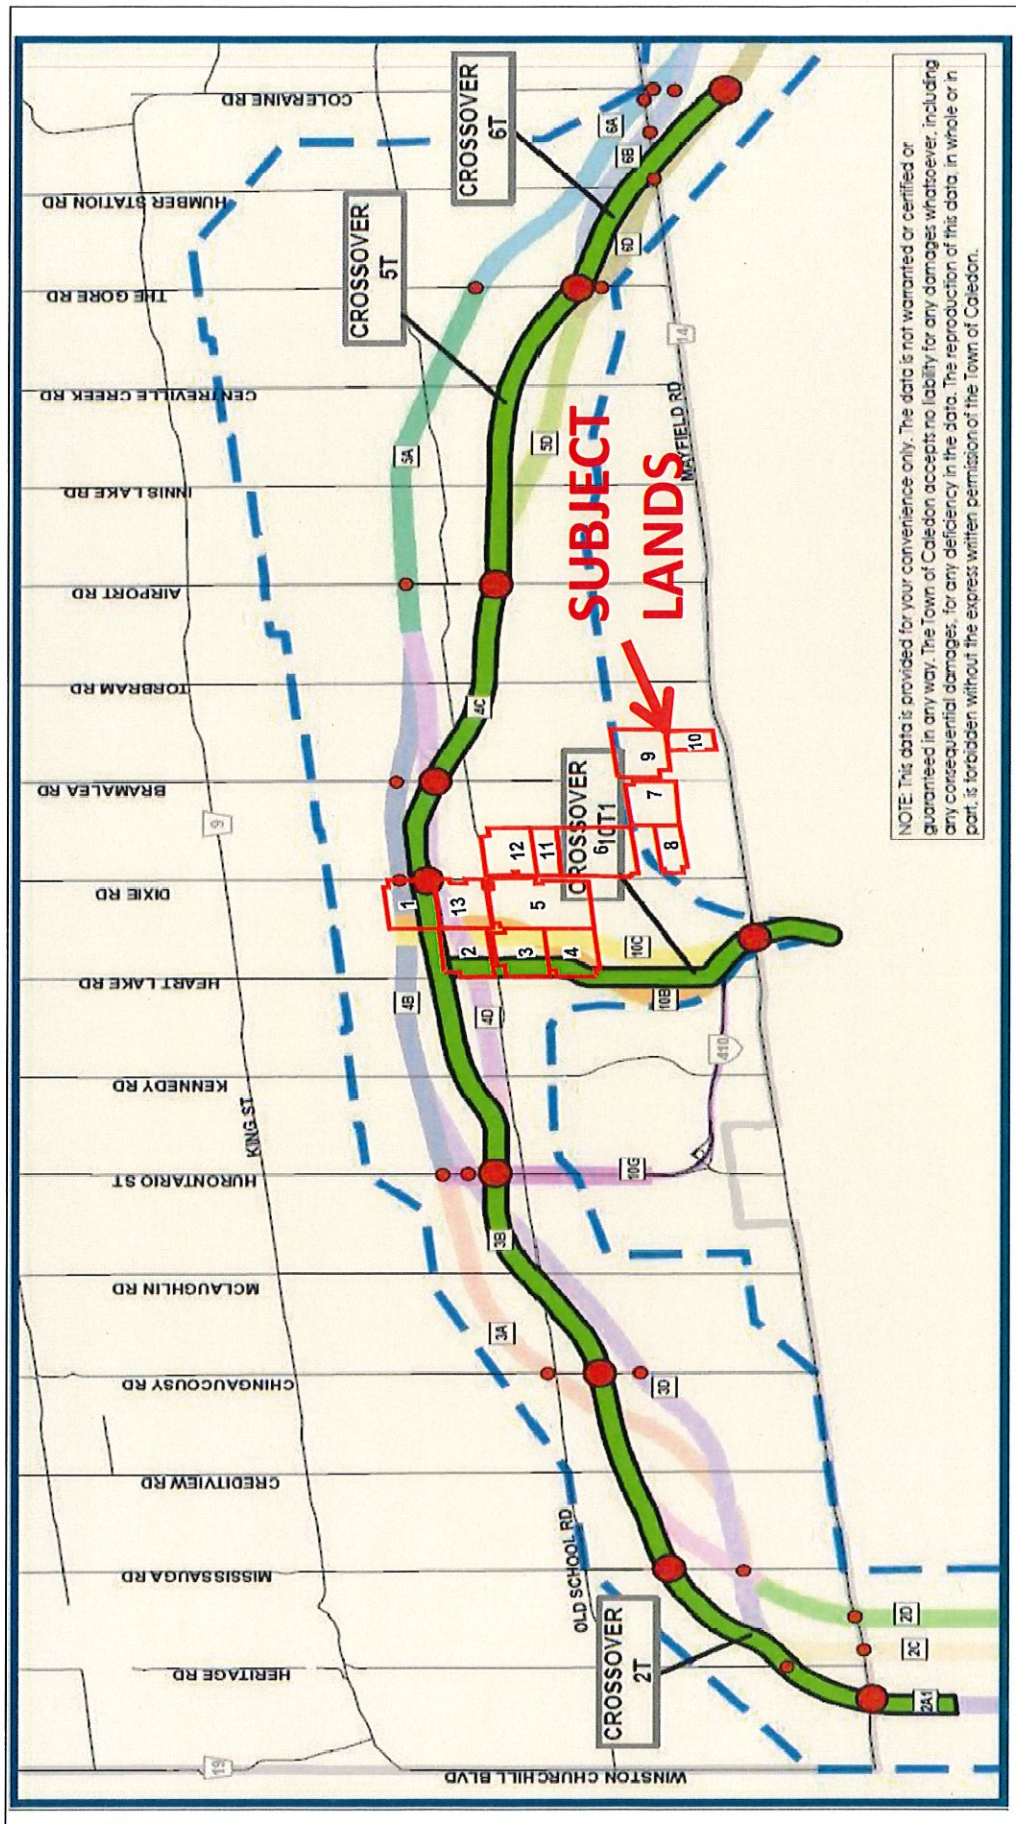 COLERAINE RD
HUMBER STATION RD
THE GORE RD
CENTREVILLE CREEK RD
INNIS LAKE RD
AIRPORT RD
TORBRAM RD
BRAMALEA RD
DIXIE RD
HEART LAKE RD
KENNEDY RD
HURONTARIO ST
MCLAUGHLIN RD
CHINGAUCOUSY RD
CREDITVIEW RD
MISSISSAUGA RD
HERITAGE RD
WINSTON CHURCHILL BLVD
KING ST
OLD SCHOOL RD
MAYFIELD RD
9
19
14
410
CROSSOVER
6T
CROSSOVER
5T
CROSSOVER
10T1
CROSSOVER
2T
SUBJECT
LANDS
6A
6B
6D
5A
5D
4C
4B
4D
10C
10B
10G
3B
3A
3D
2D
2C
2A1
1
13
2
3
4
5
12
11
6
7
8
9
10
NOTE: This data is provided for your convenience only. The data is not warranted or certified or
guaranteed in any way. The Town of Caledon accepts no liability for any damages whatsoever, including
any consequential damages, for any deficiency in the data. The reproduction of this data, in whole or in
part, is forbidden without the express written permission of the Town of Caledon.